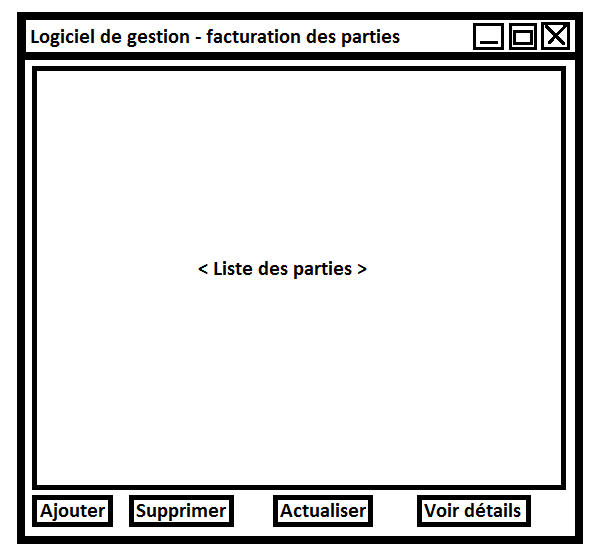 Logiciel de gestion - facturation des parties
< Liste des parties >
Ajouter Supprimer Actualiser Voir détails